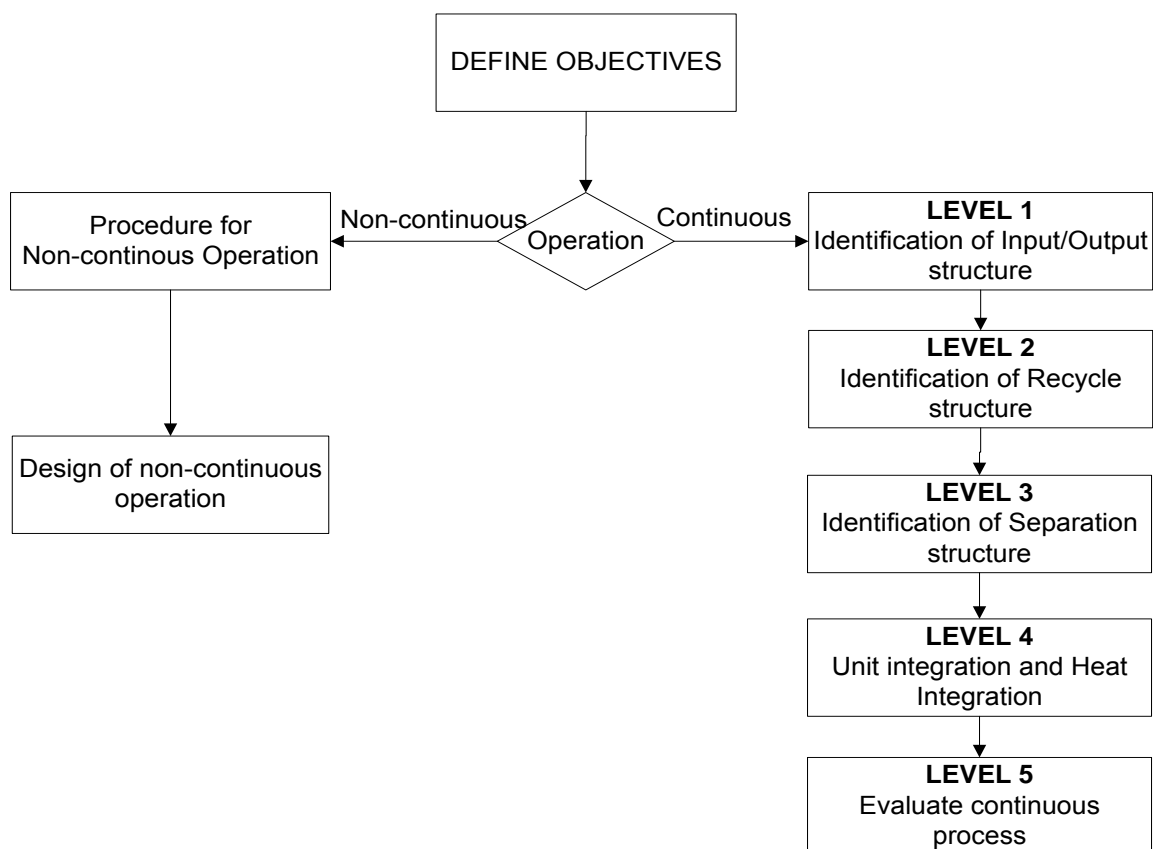 DEFINE OBJECTIVES
Non-continuous
Operation
Continuous
Procedure for
Non-continous Operation
Design of non-continuous
operation
LEVEL 1
Identification of Input/Output
structure
LEVEL 2
Identification of Recycle
structure
LEVEL 3
Identification of Separation
structure
LEVEL 4
Unit integration and Heat
Integration
LEVEL 5
Evaluate continuous
process